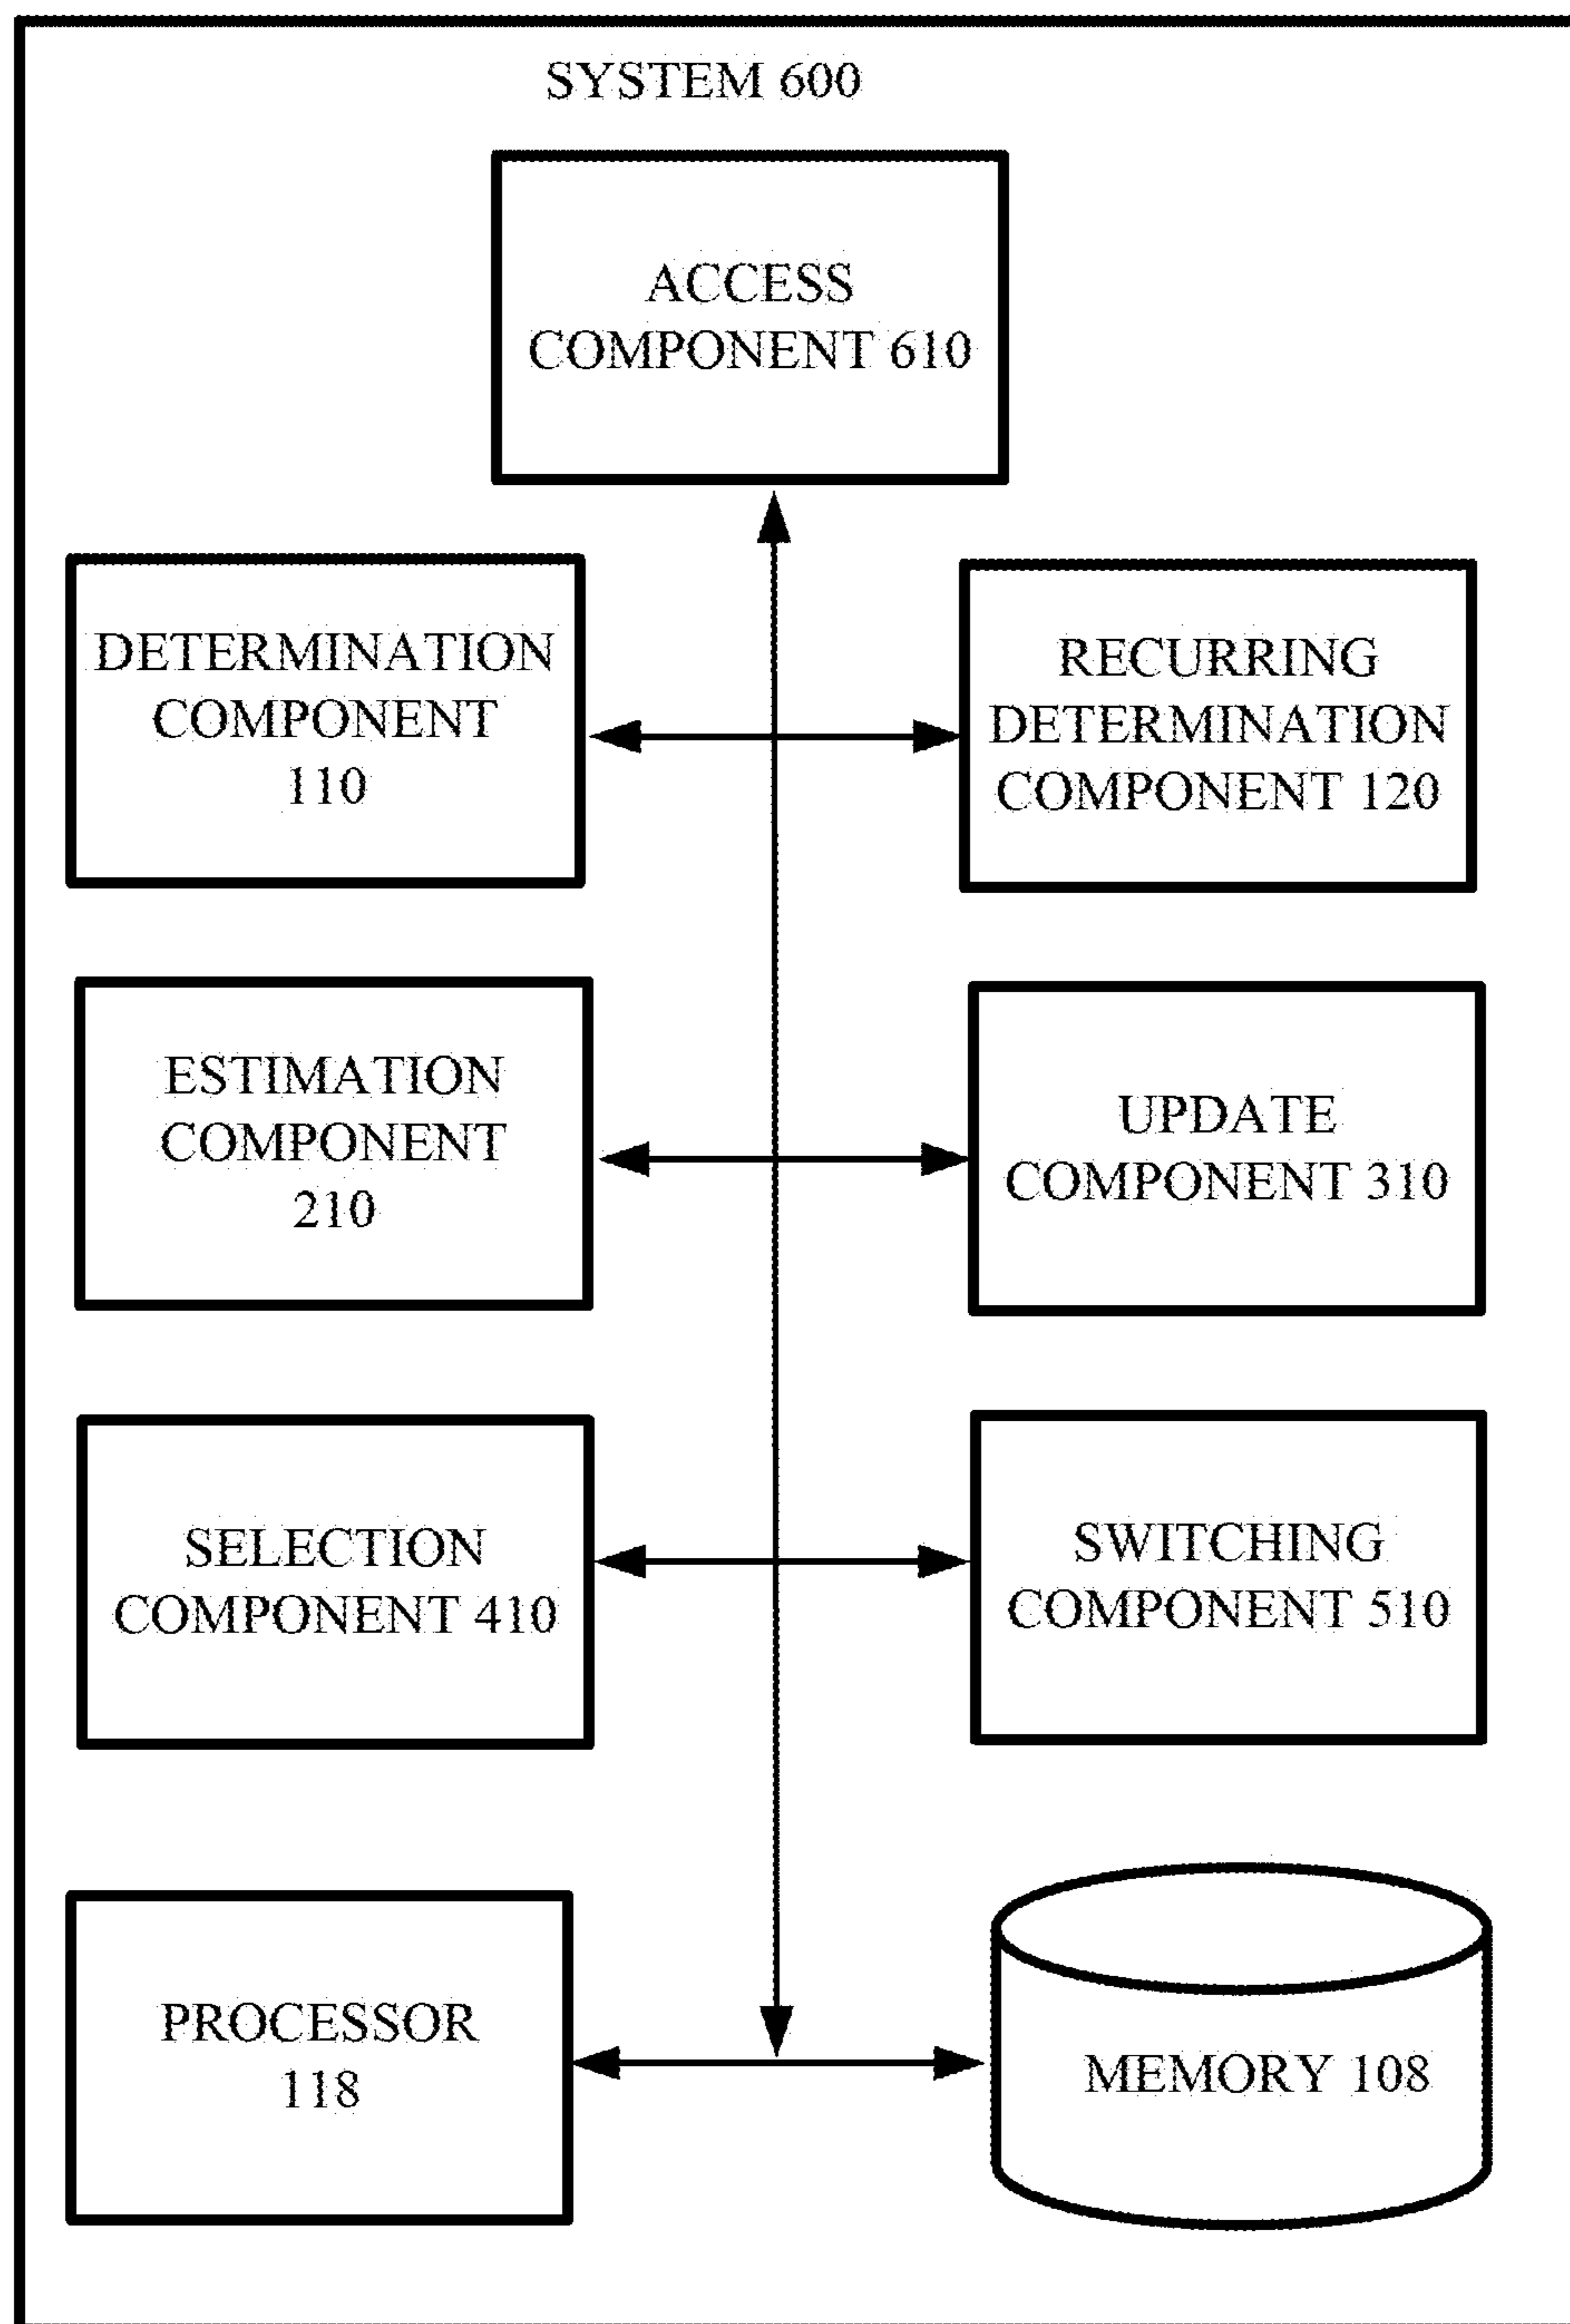 SYSTEM 600
ACCESS
COMPONENT 610
DETERMINATION
COMPONENT
110
RECURRING
DETERMINATION
COMPONENT 120
ESTIMATION
COMPONENT
210
UPDATE
COMPONENT 310
SELECTION
COMPONENT 410
SWITCHING
COMPONENT 510
PROCESSOR
118
MEMORY 108